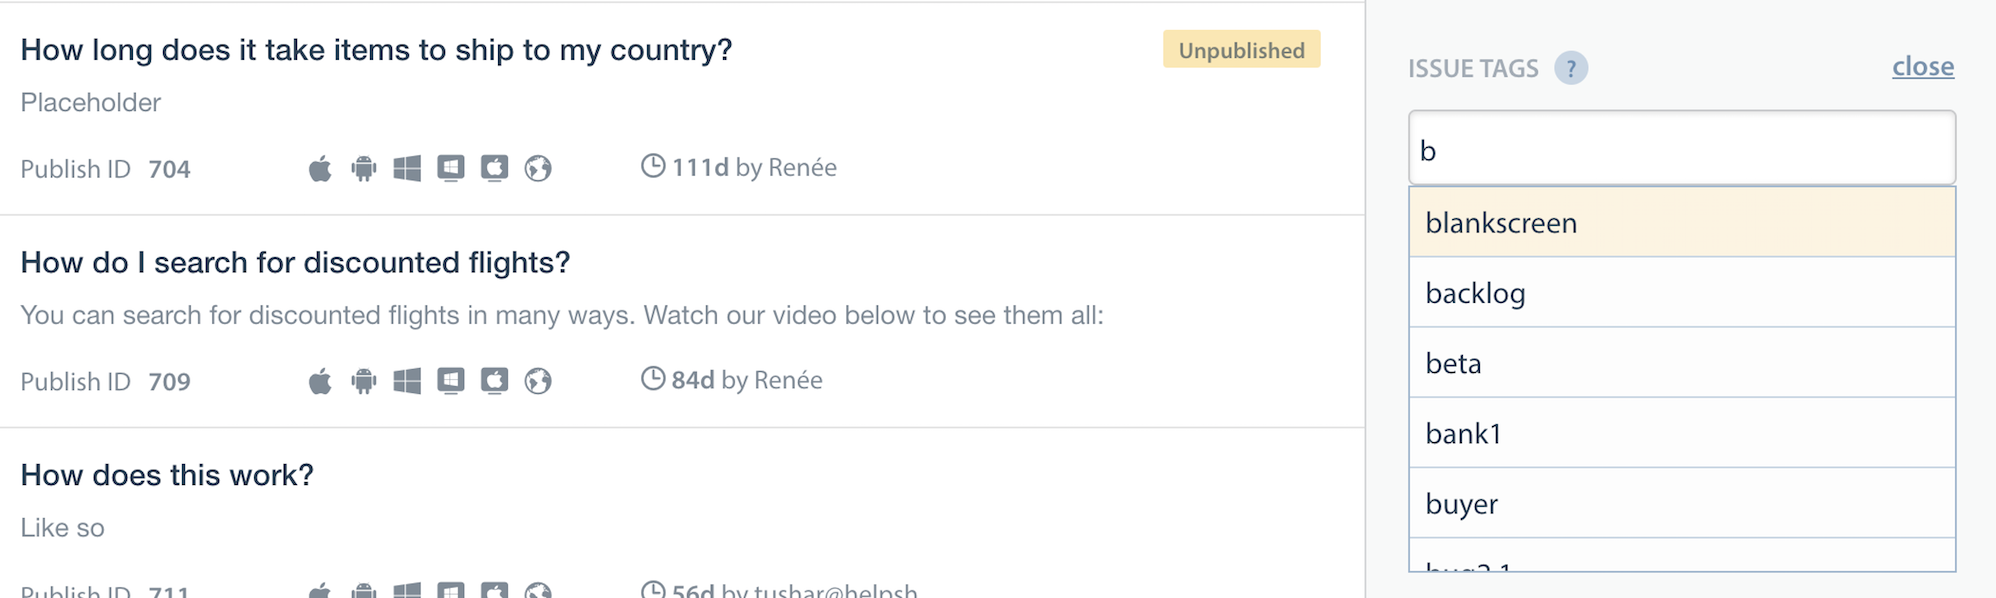 How long does it take items to ship to my country?
Unpublished
Placeholder
Publish ID 704
111d by Renée
How do I search for discounted flights?
You can search for discounted flights in many ways. Watch our video below to see them all:
Publish ID 709
84d by Renée
How does this work?
Like so
Publish ID 711
56d by tushar@helpsh
ISSUE TAGS ?
close
b
blankscreen
backlog
beta
bank1
buyer